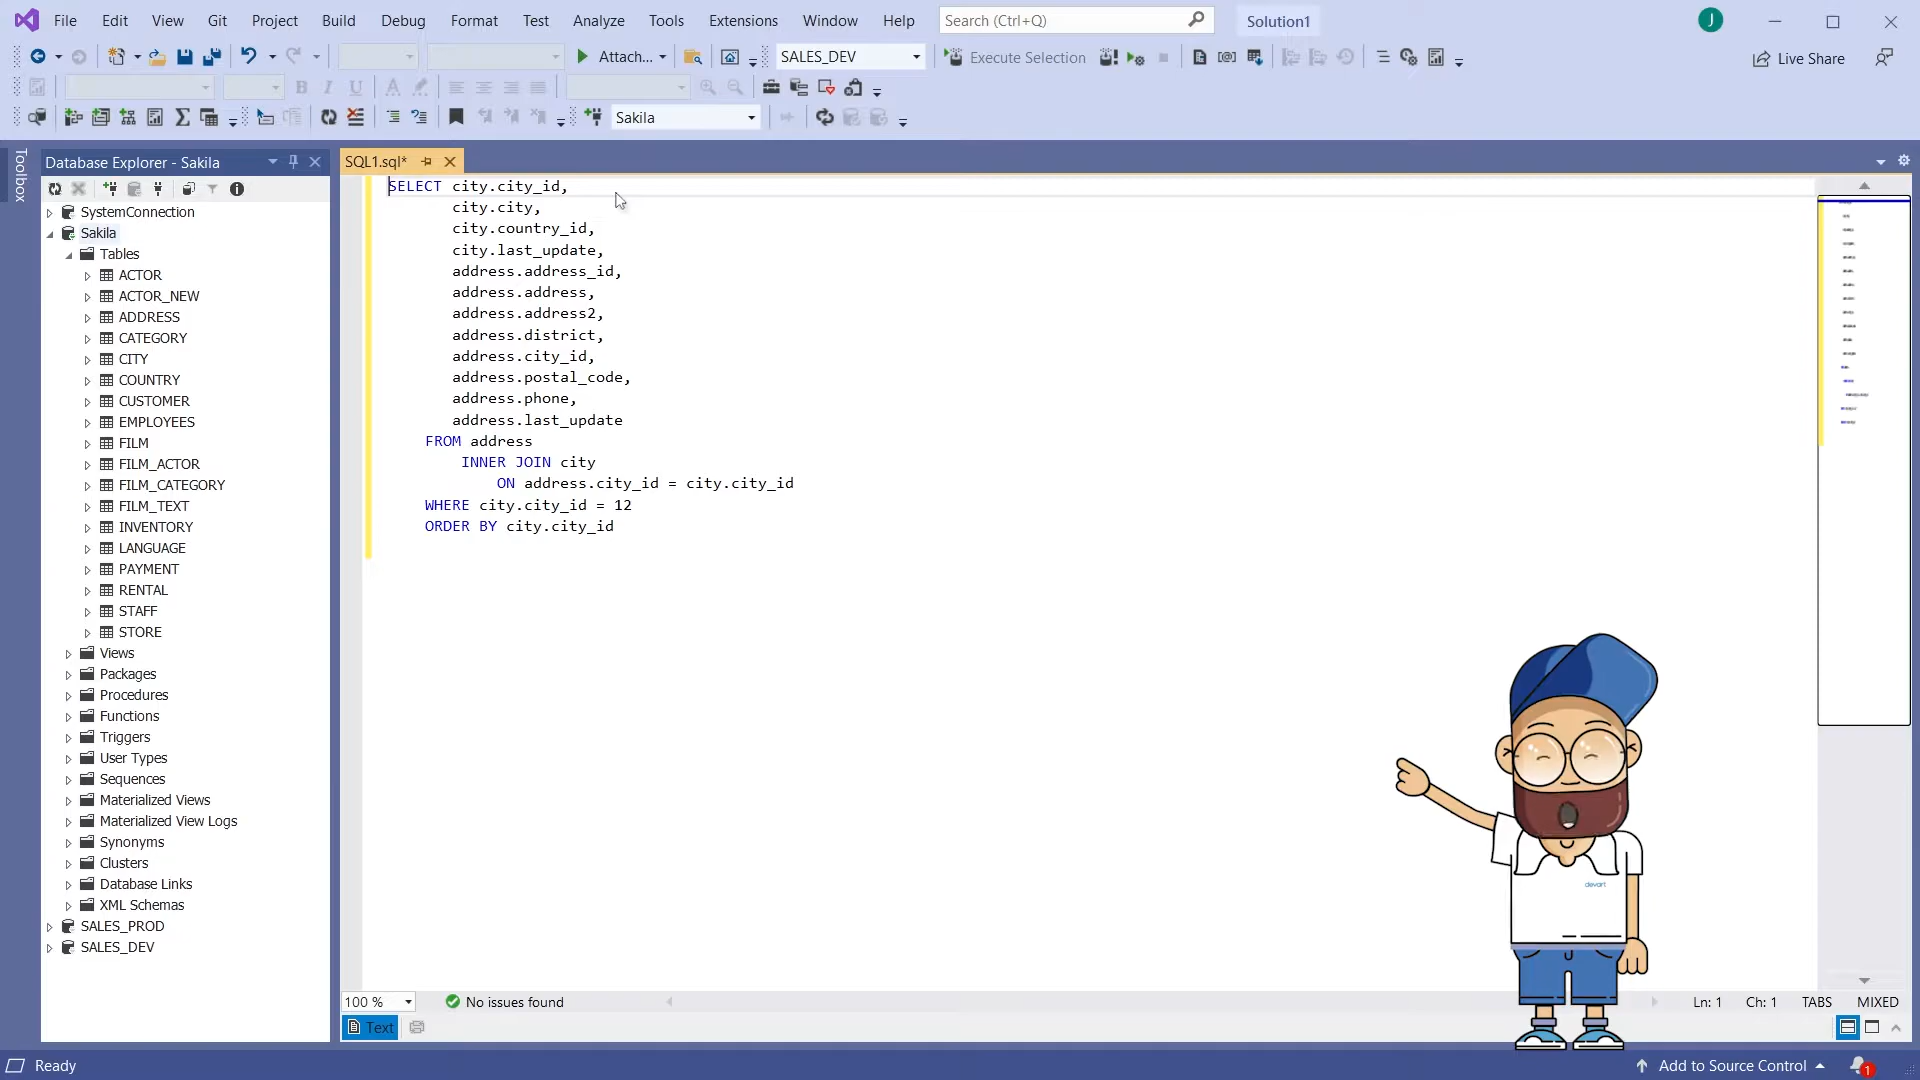 File Edit View Git Project Build Debug Format Test Analyze Tools Extensions Window Help Search (Ctrl+Q) Solution1 J
Attach... SALES_DEV Execute Selection Live Share
B I U A
Sakila
Toolbox
Database Explorer - Sakila
SQL1.sql*
SystemConnection
Sakila
Tables
ACTOR
ACTOR_NEW
ADDRESS
CATEGORY
CITY
COUNTRY
CUSTOMER
EMPLOYEES
FILM
FILM_ACTOR
FILM_CATEGORY
FILM_TEXT
INVENTORY
LANGUAGE
PAYMENT
RENTAL
STAFF
STORE
Views
Packages
Procedures
Functions
Triggers
User Types
Sequences
Materialized Views
Materialized View Logs
Synonyms
Clusters
Database Links
XML Schemas
SALES_PROD
SALES_DEV
SELECT city.city_id,
city.city,
city.country_id,
city.last_update,
address.address_id,
address.address,
address.address2,
address.district,
address.city_id,
address.postal_code,
address.phone,
address.last_update
FROM address
INNER JOIN city
ON address.city_id = city.city_id
WHERE city.city_id = 12
ORDER BY city.city_id
devart
100 % No issues found Ln: 1 Ch: 1 TABS MIXED
Text
Ready Add to Source Control 1